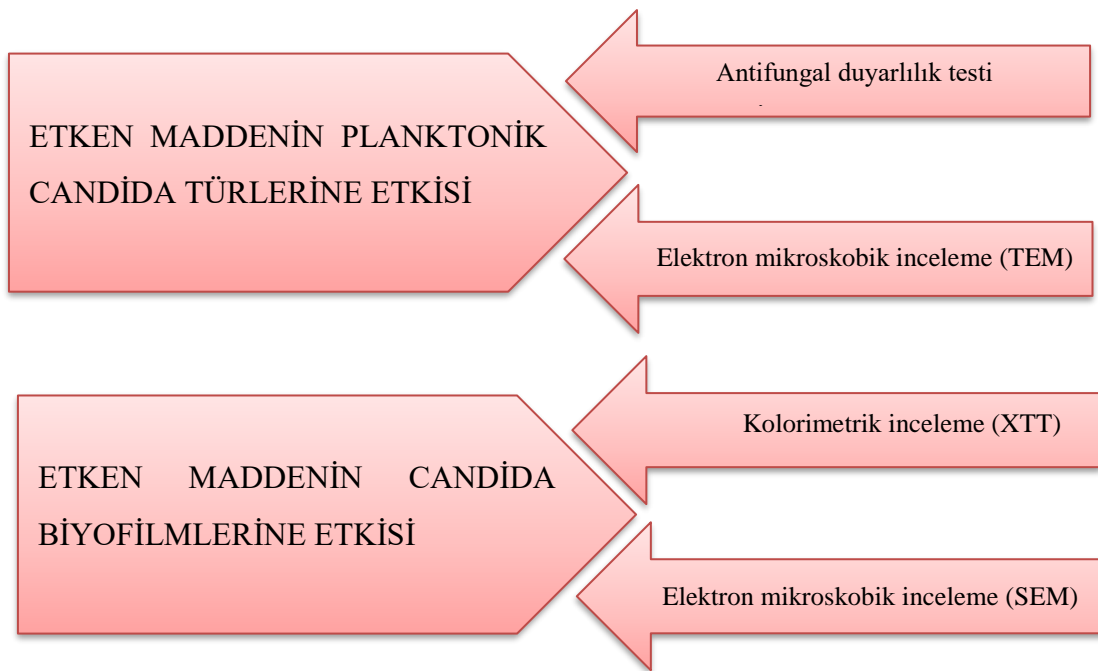 Antifungal duyarlılık testi
ETKEN MADDENİN PLANKTONİK
CANDİDA TÜRLERİNE ETKİSİ
Elektron mikroskobik inceleme (TEM)
Kolorimetrik inceleme (XTT)
ETKEN MADDENİN CANDİDA
BİYOFİLMLERİNE ETKİSİ
Elektron mikroskobik inceleme (SEM)